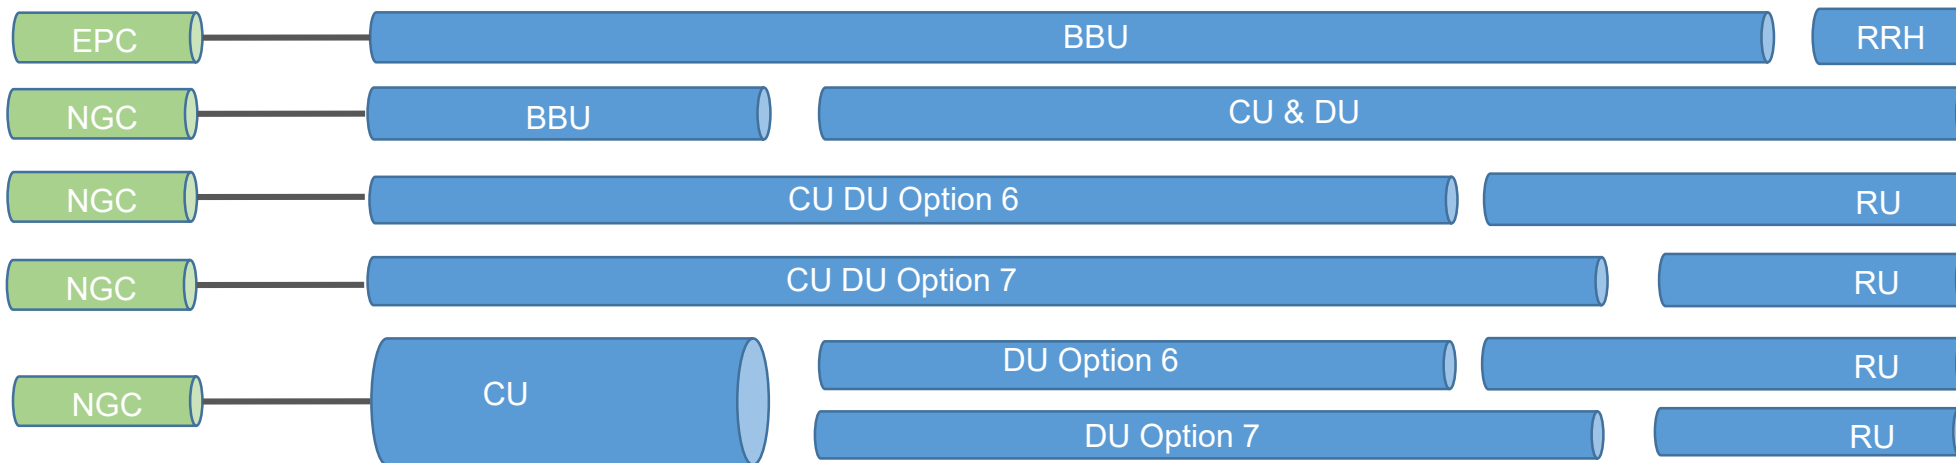 EPC BBU RRH
NGC BBU CU & DU
NGC CU DU Option 6 RU
NGC CU DU Option 7 RU
DU Option 6 RU
NGC CU
DU Option 7 RU